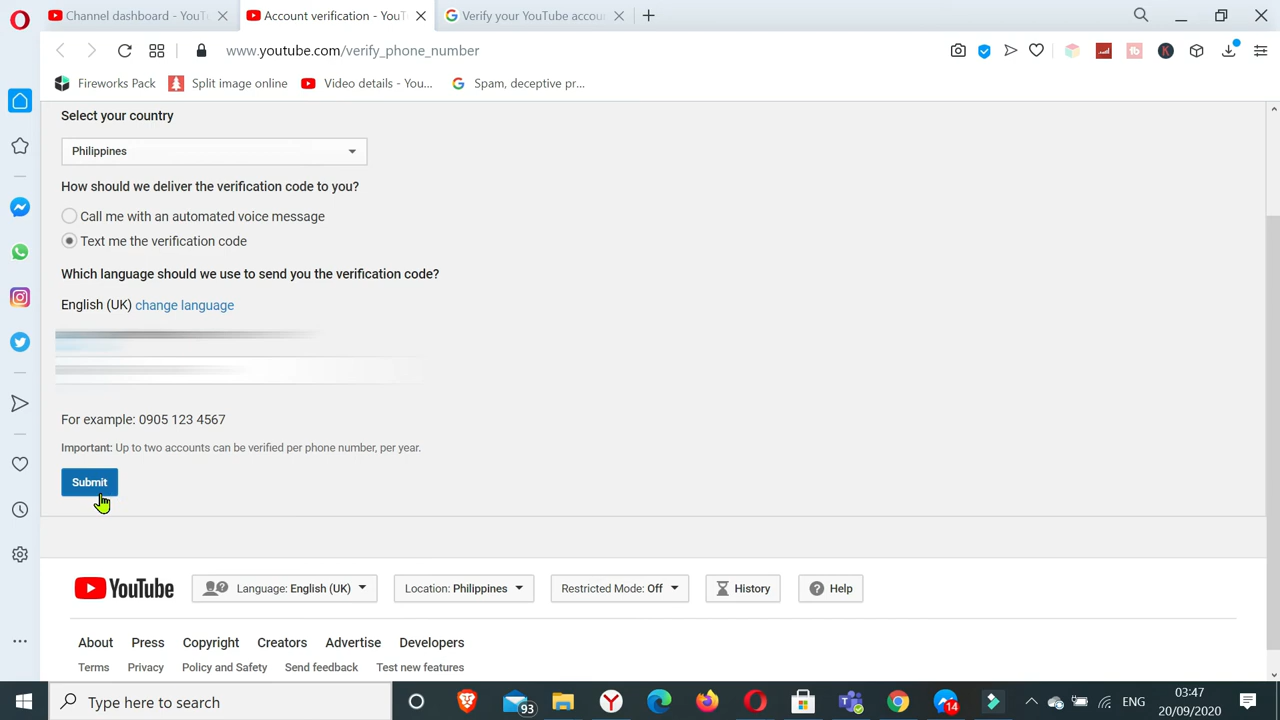 Channel dashboard - YouT
Account verification - YouT
Verify your YouTube accou
www.youtube.com/verify_phone_number
Fireworks Pack
Split image online
Video details - You...
Spam, deceptive pr...
Select your country
Philippines
How should we deliver the verification code to you?
Call me with an automated voice message
Text me the verification code
Which language should we use to send you the verification code?
English (UK) change language
For example: 0905 123 4567
Important: Up to two accounts can be verified per phone number, per year.
Submit
YouTube
Language: English (UK)
Location: Philippines
Restricted Mode: Off
History
Help
About Press Copyright Creators Advertise Developers
Terms Privacy Policy and Safety Send feedback Test new features
Type here to search
93
14
ENG
03:47
20/09/2020